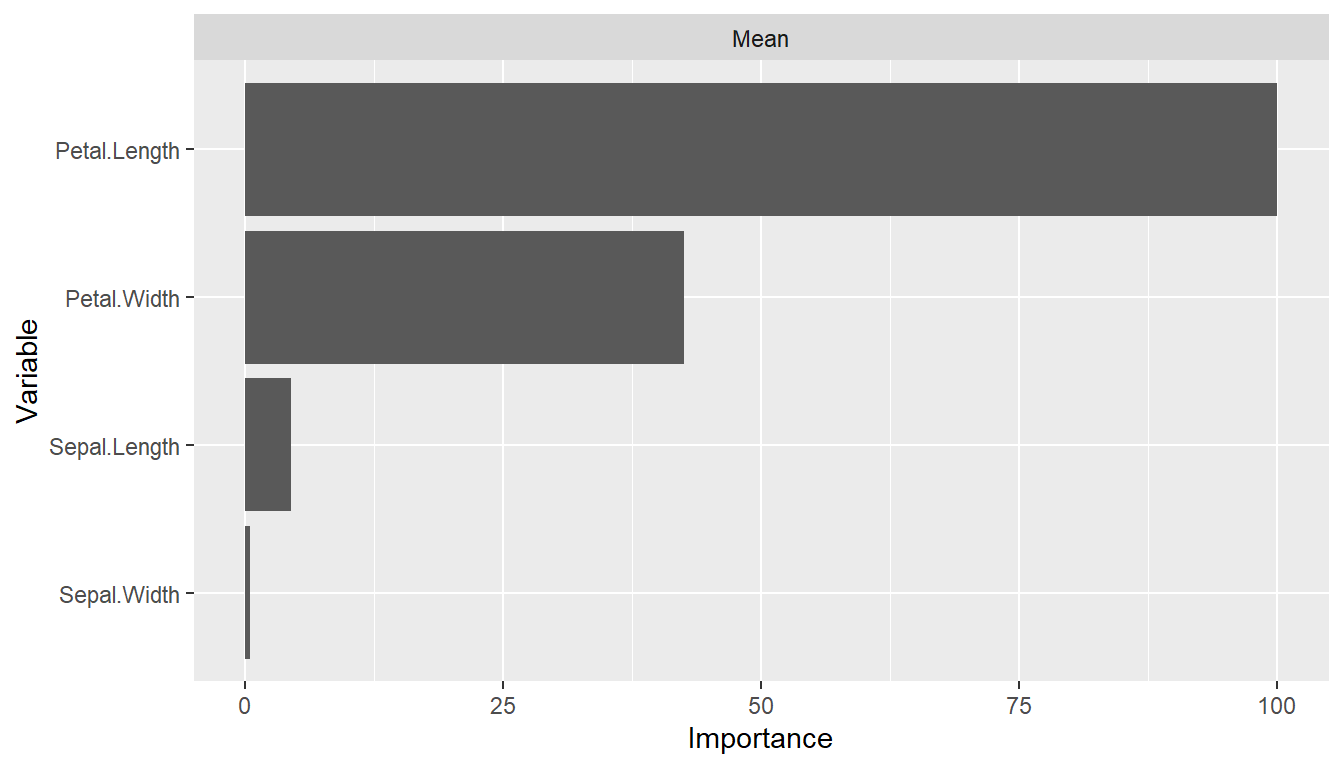 Mean
Variable
Petal.Length
Petal.Width
Sepal.Length
Sepal.Width
0 25 50 75 100
Importance